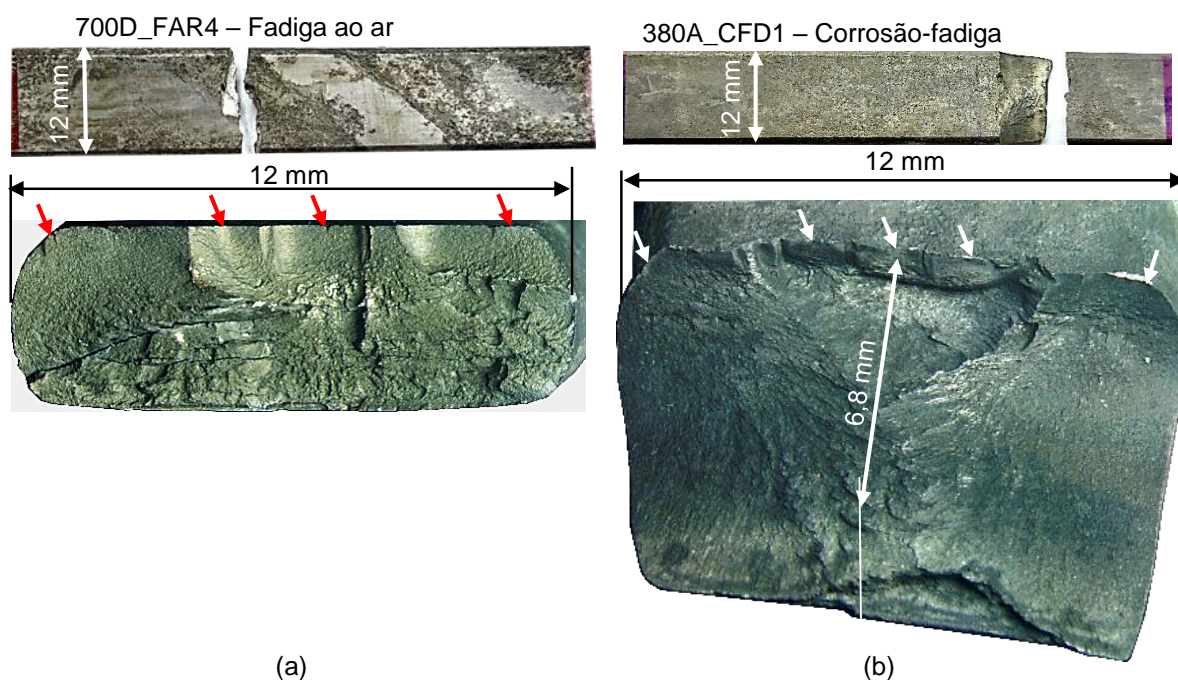 700D_FAR4 – Fadiga ao ar
12 mm
12 mm
(a)
380A_CFD1 – Corrosão-fadiga
12 mm
12 mm
6,8 mm
(b)